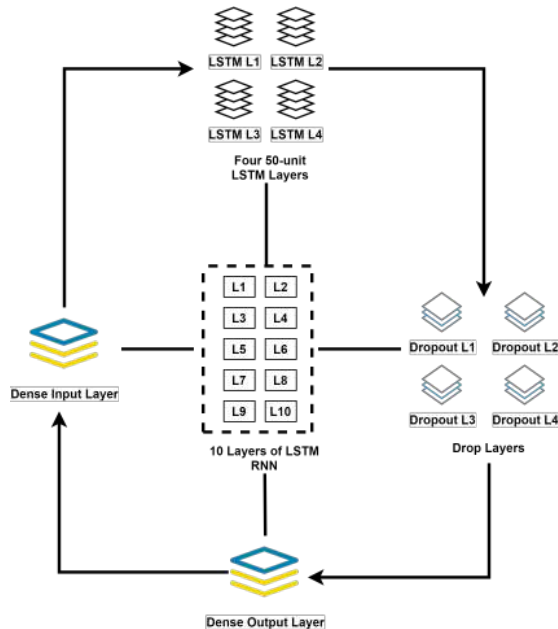 LSTM L1 LSTM L2
LSTM L3 LSTM L4
Four 50-unit
LSTM Layers
L1 L2
L3 L4
L5 L6
L7 L8
L9 L10
10 Layers of LSTM
RNN
Dense Input Layer
Dropout L1 Dropout L2
Dropout L3 Dropout L4
Drop Layers
Dense Output Layer